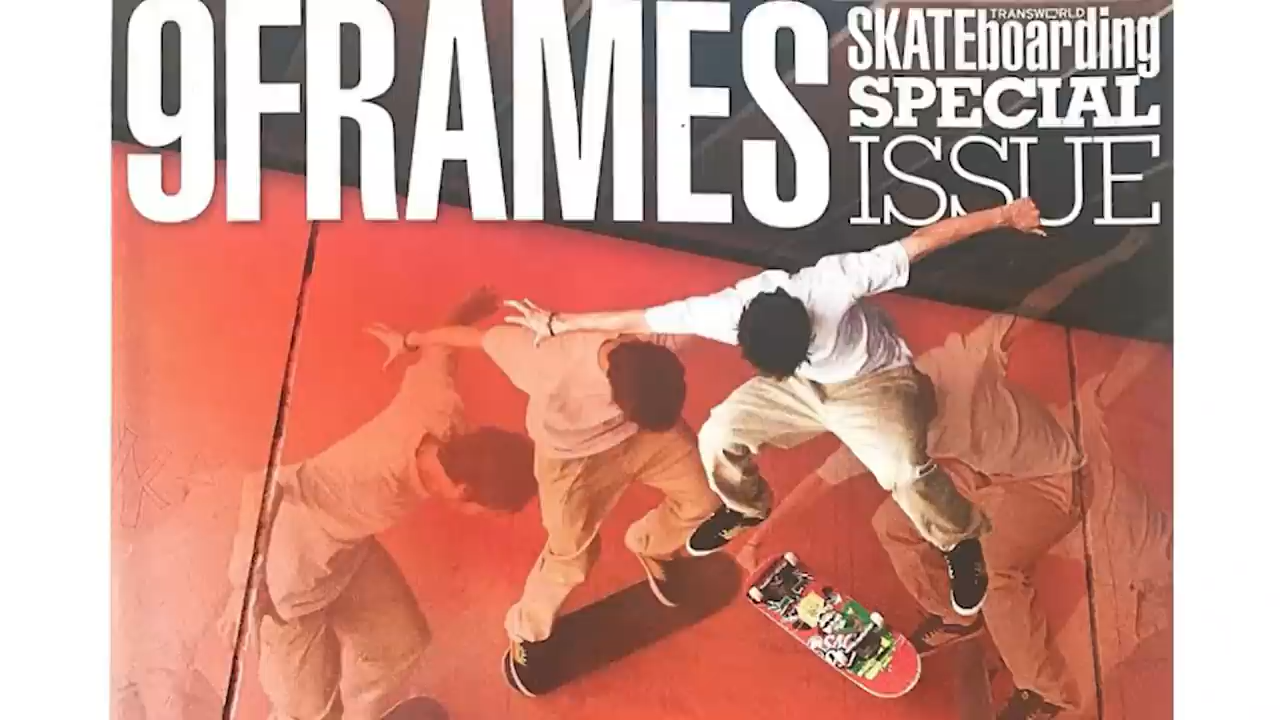 9FRAMES
TRANSWORLD
SKATEboarding
SPECIAL
ISSUE